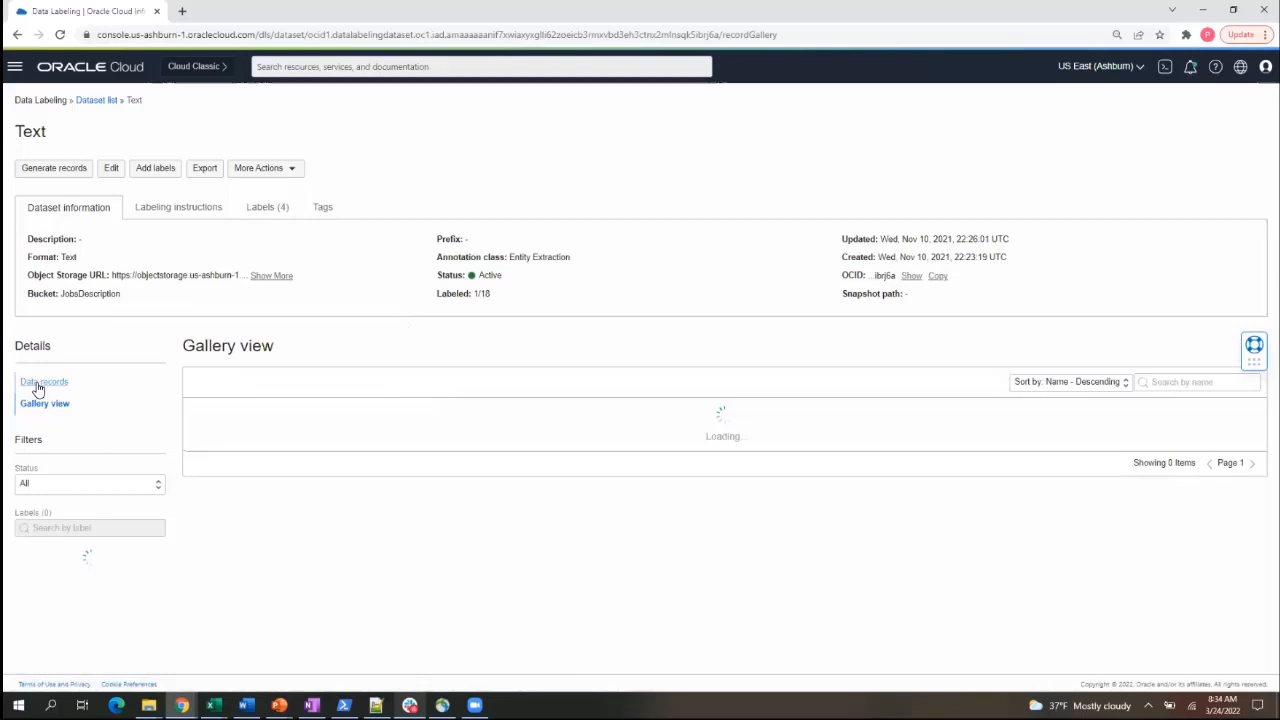 Data Labeling | Oracle Cloud Inf
console.us-ashburn-1.oraclecloud.com/dls/dataset/ocid1.datalabelingdataset.oc1.iad.amaaaaaanif7xwiaxyxglli62zoeicb3rmxvbd3eh3ctnx2mlnsqk5ibrj6a/recordGallery
P
Update
ORACLE Cloud
Cloud Classic >
Search resources, services, and documentation
US East (Ashburn)
Data Labeling » Dataset list » Text
Text
Generate records
Edit
Add labels
Export
More Actions
Dataset information
Labeling instructions
Labels (4)
Tags
Description: -
Prefix: -
Updated: Wed, Nov 10, 2021, 22:26:01 UTC
Format: Text
Annotation class: Entity Extraction
Created: Wed, Nov 10, 2021, 22:23:19 UTC
Object Storage URL: https://objectstorage.us-ashburn-1... Show More
Status: Active
OCID: ...ibrj6a Show Copy
Bucket: JobsDescription
Labeled: 1/18
Snapshot path: -
Details
Gallery view
Data records
Sort by: Name - Descending
Search by name
Gallery view
Loading...
Filters
Showing 0 Items
Page 1
Status
All
Labels (0)
Search by label
Terms of Use and Privacy
Cookie Preferences
Copyright © 2022, Oracle and/or its affiliates. All rights reserved.
37°F Mostly cloudy
8:34 AM
3/24/2022